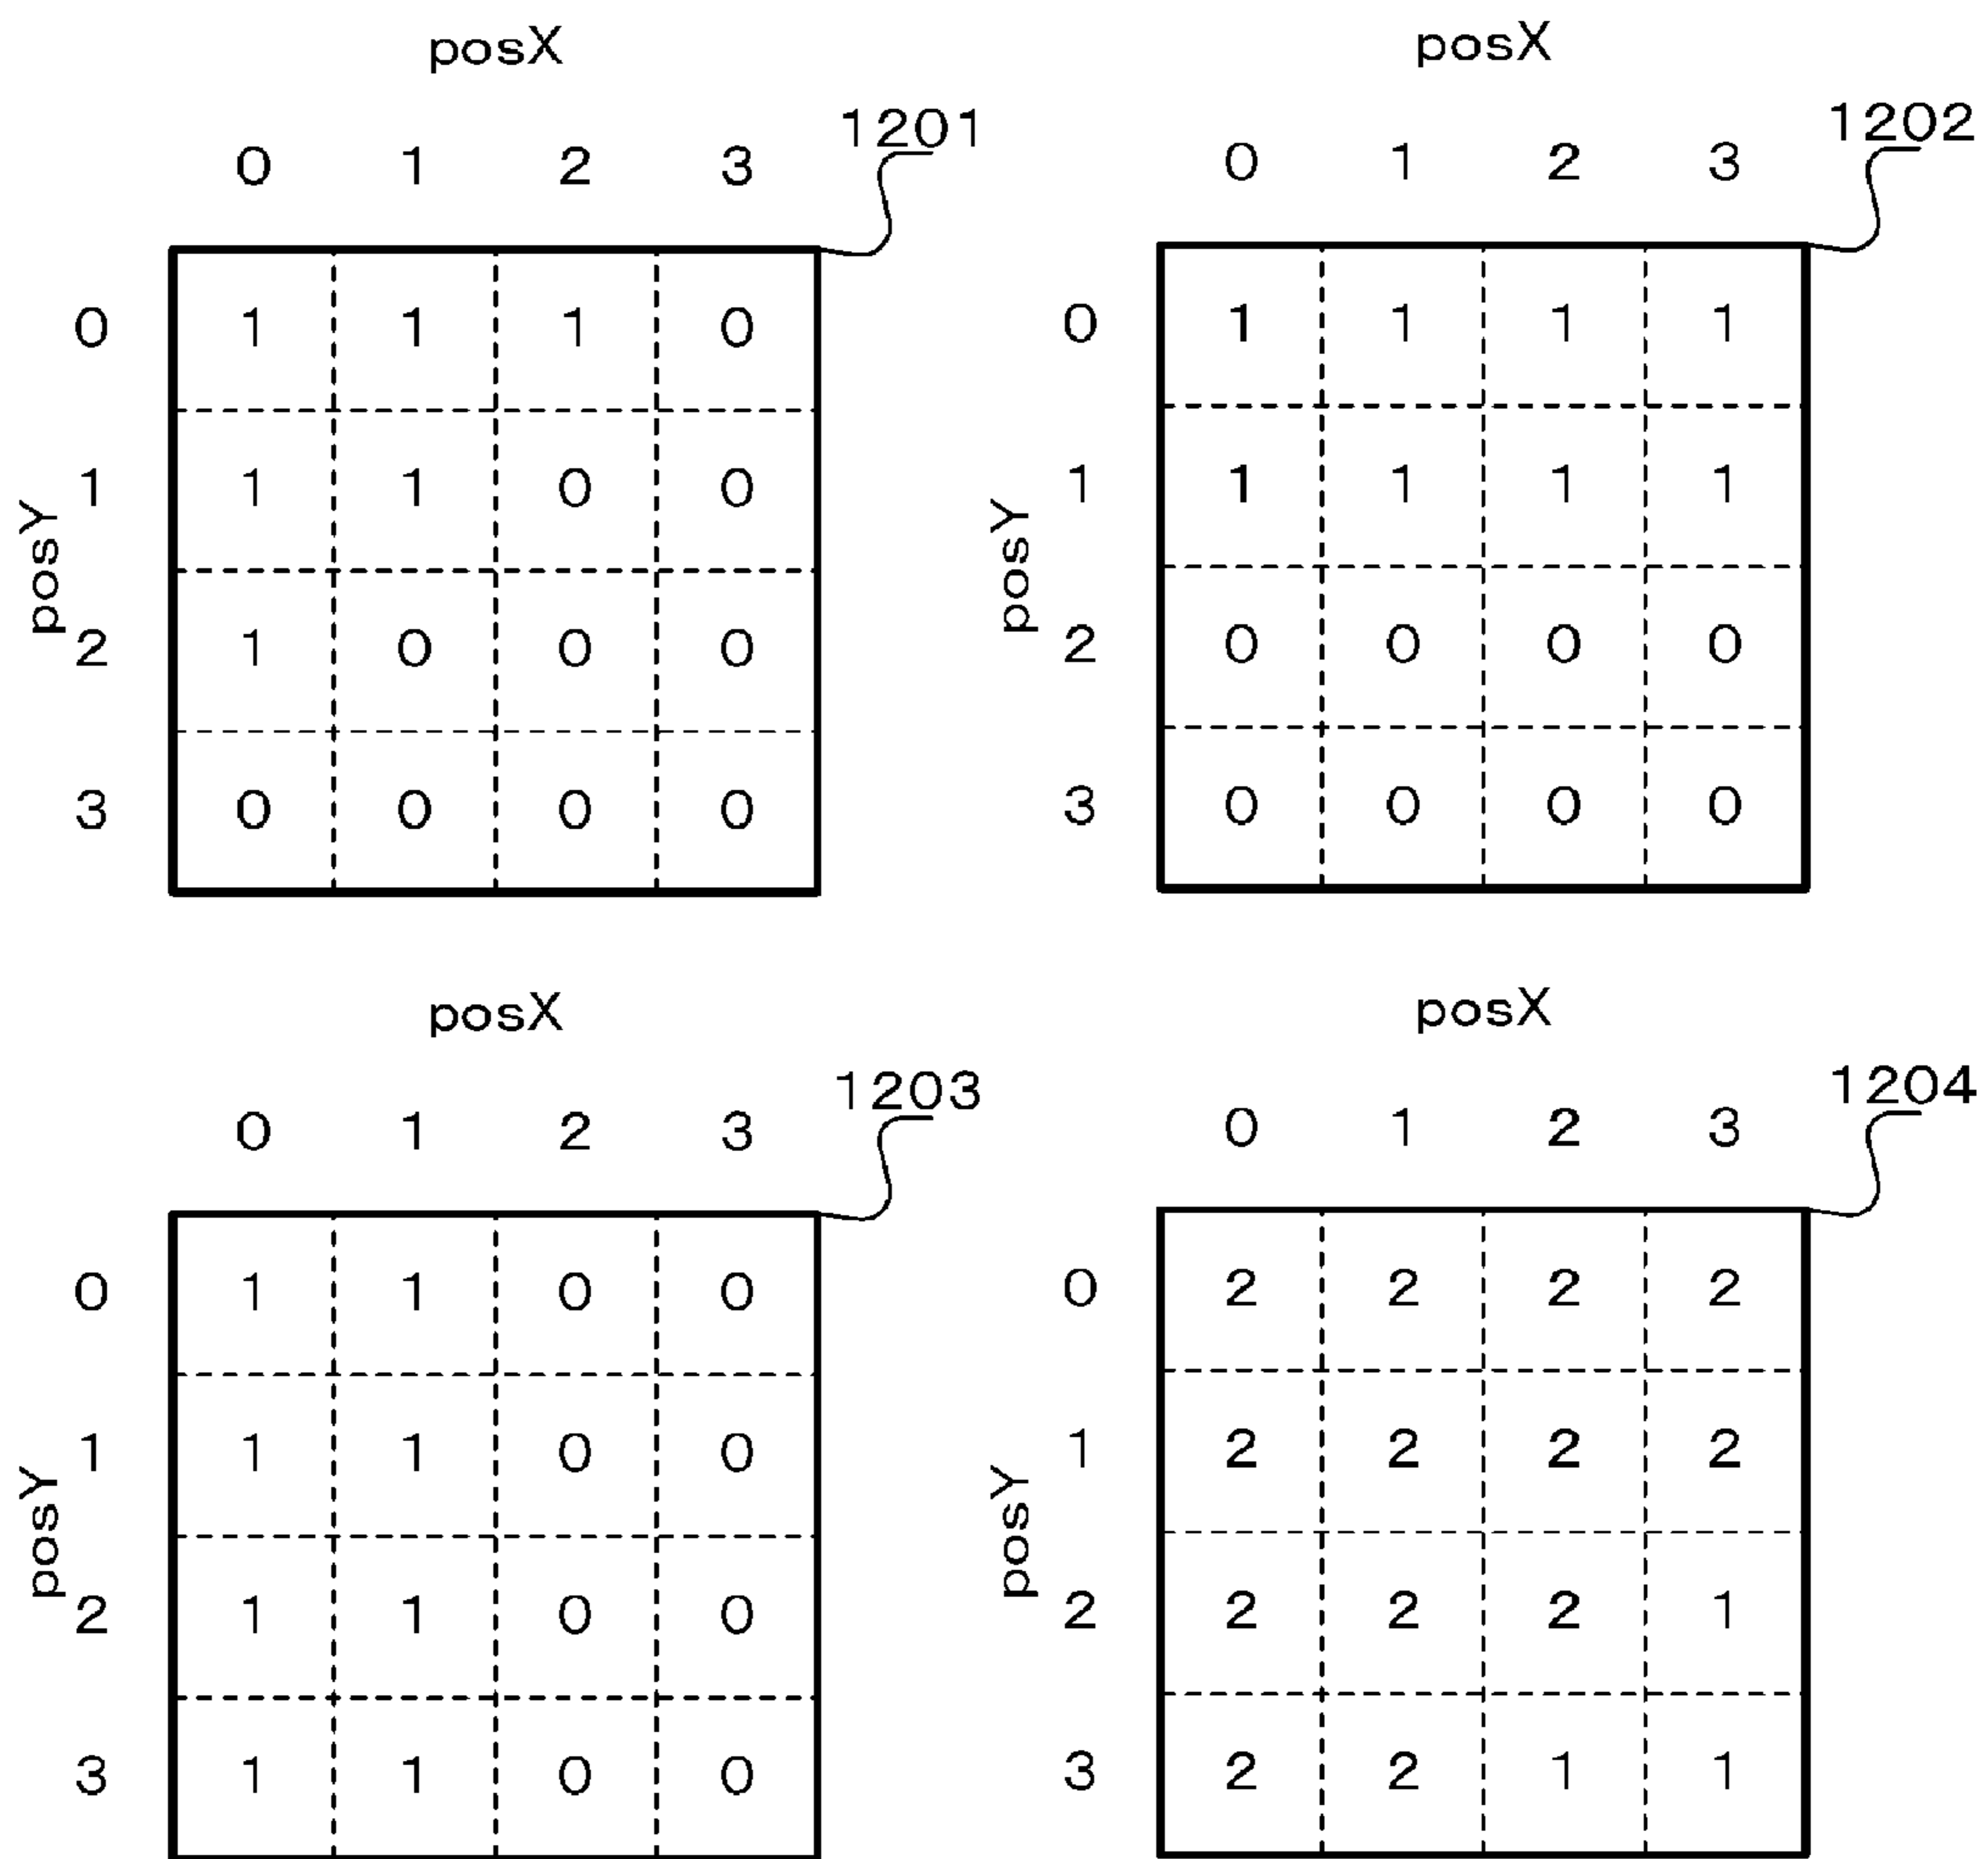 posX
1201
0 1 2 3
posY
0 1 1 1 0
1 1 1 0 0
2 1 0 0 0
3 0 0 0 0
posX
1202
0 1 2 3
posY
0 1 1 1 1
1 1 1 1 1
2 0 0 0 0
3 0 0 0 0
posX
1203
0 1 2 3
posY
0 1 1 0 0
1 1 1 0 0
2 1 1 0 0
3 1 1 0 0
posX
1204
0 1 2 3
posY
0 2 2 2 2
1 2 2 2 2
2 2 2 2 1
3 2 2 1 1